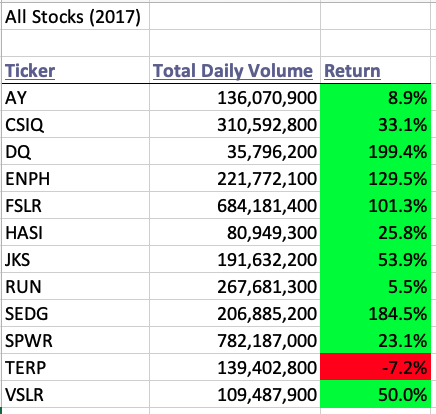 All Stocks (2017)
Ticker Total Daily Volume Return
AY 136,070,900 8.9%
CSIQ 310,592,800 33.1%
DQ 35,796,200 199.4%
ENPH 221,772,100 129.5%
FSLR 684,181,400 101.3%
HASI 80,949,300 25.8%
JKS 191,632,200 53.9%
RUN 267,681,300 5.5%
SEDG 206,885,200 184.5%
SPWR 782,187,000 23.1%
TERP 139,402,800 -7.2%
VSLR 109,487,900 50.0%